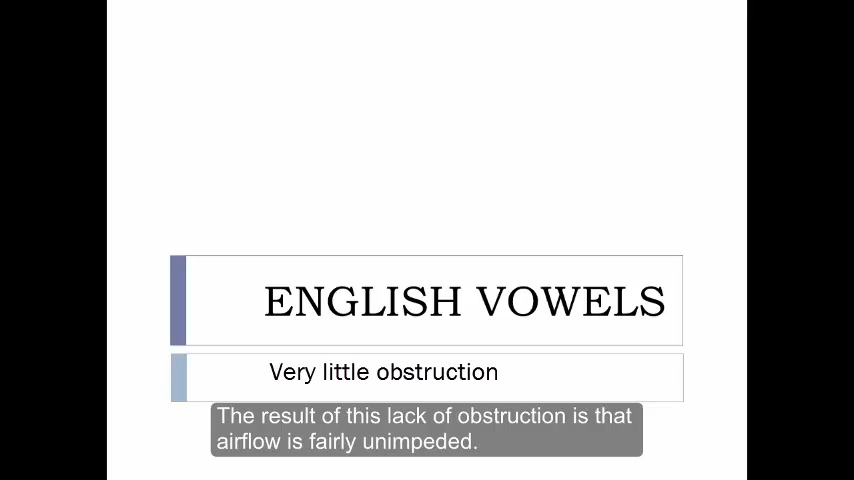 ENGLISH VOWELS
Very little obstruction
The result of this lack of obstruction is that
airflow is fairly unimpeded.